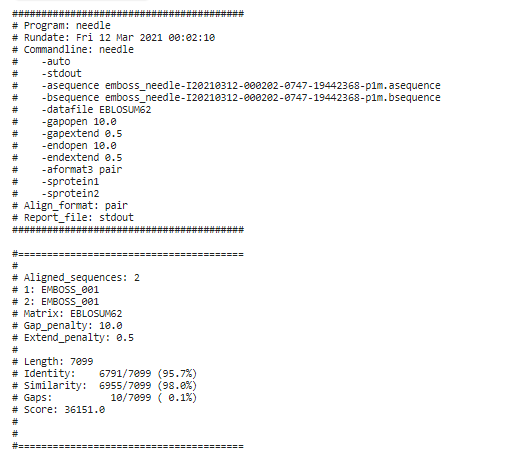 ########################################
# Program: needle
# Rundate: Fri 12 Mar 2021 00:02:10
# Commandline: needle
#    -auto
#    -stdout
#    -asequence emboss_needle-I20210312-000202-0747-19442368-p1m.asequence
#    -bsequence emboss_needle-I20210312-000202-0747-19442368-p1m.bsequence
#    -datafile EBLOSUM62
#    -gapopen 10.0
#    -gapextend 0.5
#    -endopen 10.0
#    -endextend 0.5
#    -aformat3 pair
#    -sprotein1
#    -sprotein2
# Align_format: pair
# Report_file: stdout
########################################
#=======================================
#
# Aligned_sequences: 2
# 1: EMBOSS_001
# 2: EMBOSS_001
# Matrix: EBLOSUM62
# Gap_penalty: 10.0
# Extend_penalty: 0.5
#
# Length: 7099
# Identity:    6791/7099 (95.7%)
# Similarity:  6955/7099 (98.0%)
# Gaps:          10/7099 ( 0.1%)
# Score: 36151.0
#
#
#=======================================